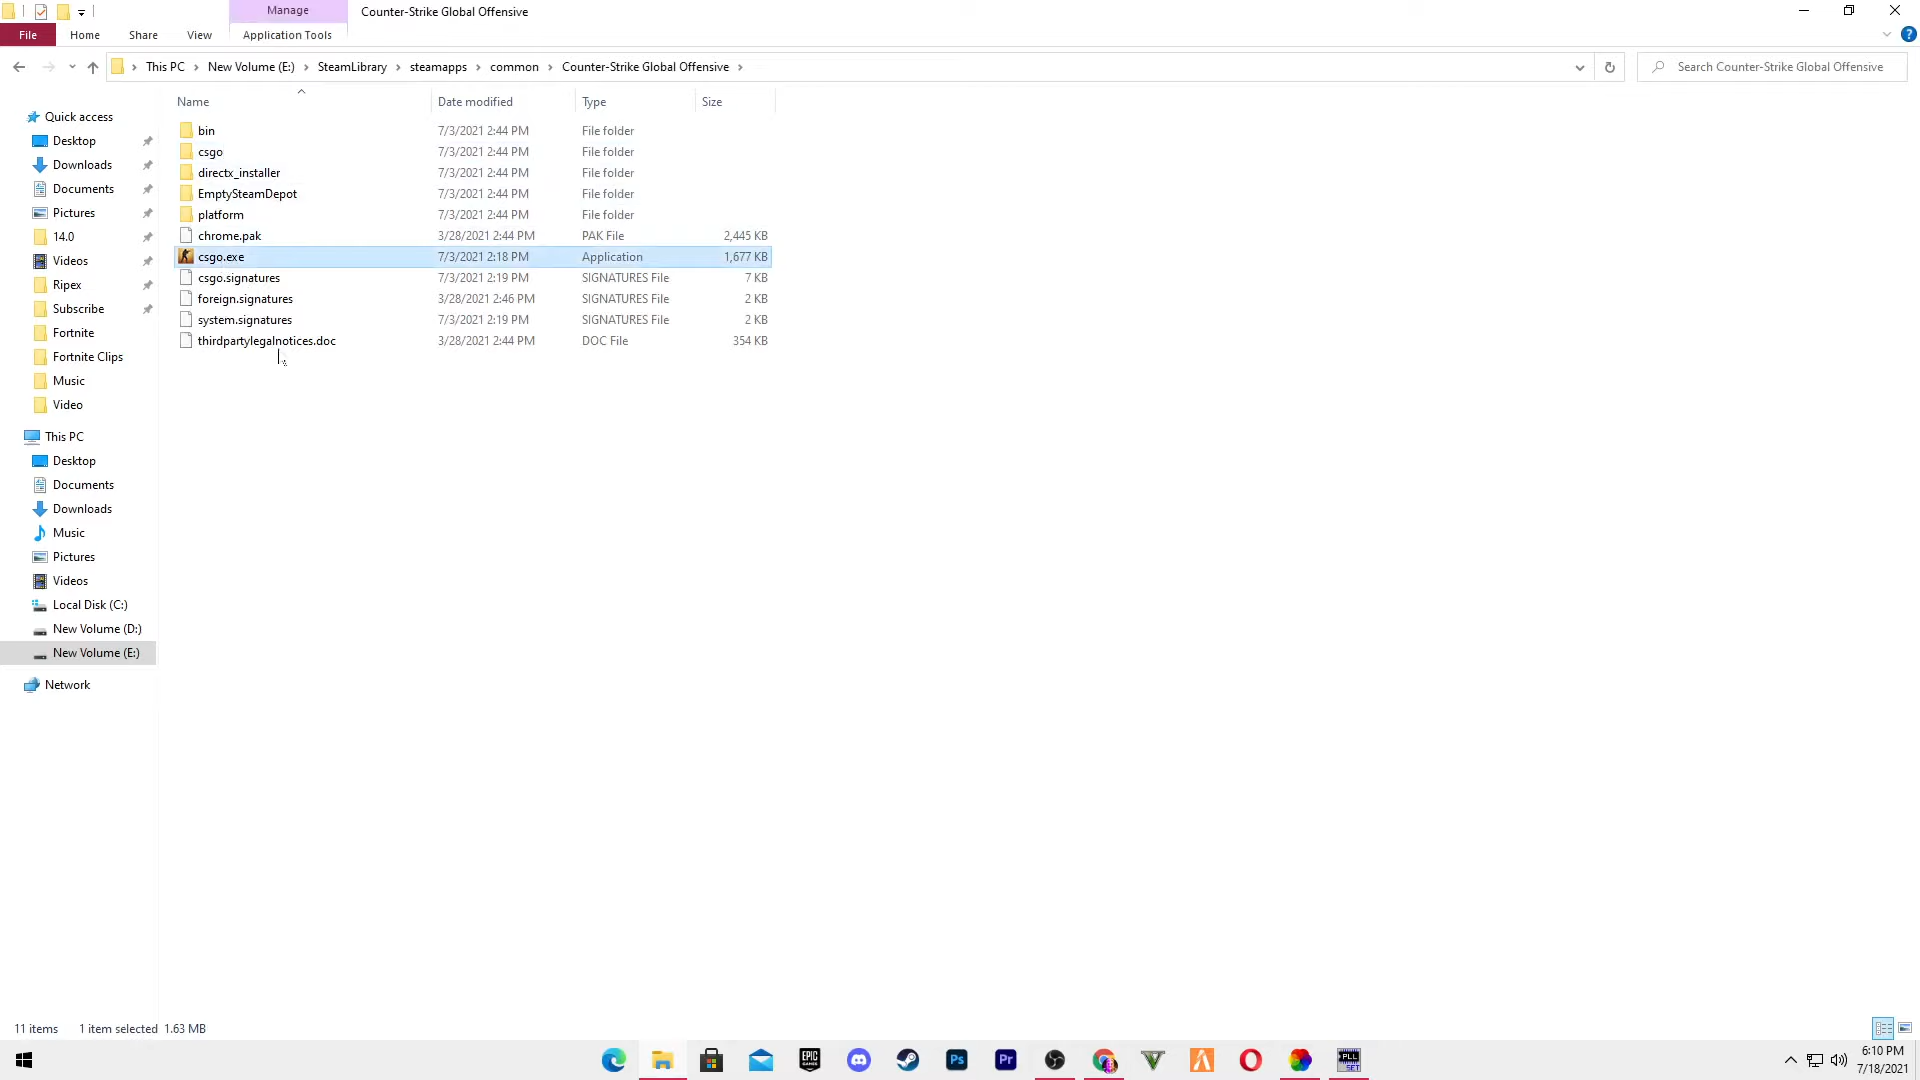 Manage
Counter-Strike Global Offensive
File
Home
Share
View
Application Tools
This PC
New Volume (E:)
SteamLibrary
steamapps
common
Counter-Strike Global Offensive
Search Counter-Strike Global Offensive
Name
Date modified
Type
Size
bin 7/3/2021 2:44 PM File folder
csgo 7/3/2021 2:44 PM File folder
directx_installer 7/3/2021 2:44 PM File folder
EmptySteamDepot 7/3/2021 2:44 PM File folder
platform 7/3/2021 2:44 PM File folder
chrome.pak 3/28/2021 2:44 PM PAK File 2,445 KB
csgo.exe 7/3/2021 2:18 PM Application 1,677 KB
csgo.signatures 7/3/2021 2:19 PM SIGNATURES File 7 KB
foreign.signatures 3/28/2021 2:46 PM SIGNATURES File 2 KB
system.signatures 7/3/2021 2:19 PM SIGNATURES File 2 KB
thirdpartylegalnotices.doc 3/28/2021 2:44 PM DOC File 354 KB
Quick access
Desktop
Downloads
Documents
Pictures
14.0
Videos
Ripex
Subscribe
Fortnite
Fortnite Clips
Music
Video
This PC
Desktop
Documents
Downloads
Music
Pictures
Videos
Local Disk (C:)
New Volume (D:)
New Volume (E:)
Network
11 items 1 item selected 1.63 MB
EPIC
GAMES
Ps
Pr
PLL
SET
6:10 PM
7/18/2021